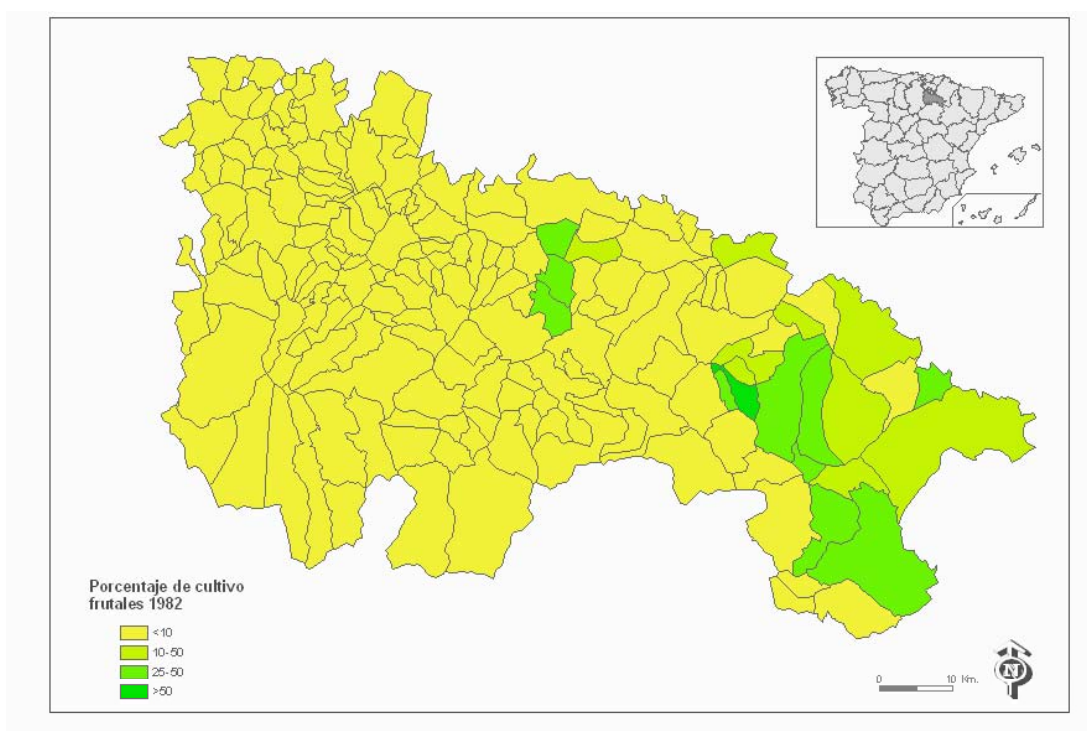 Porcentaje de cultivo
frutales 1982
<10
10-50
25-50
>50
0 10 Km.
N